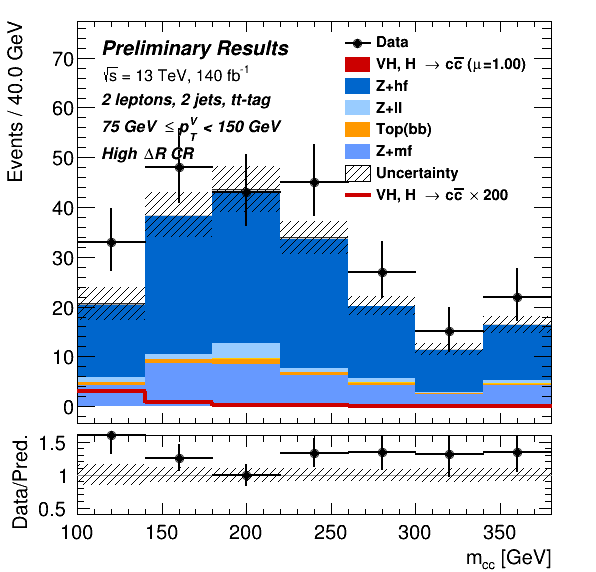 Events / 40.0 GeV
70
60
50
40
30
20
10
0
Preliminary Results
√s = 13 TeV, 140 fb⁻¹
2 leptons, 2 jets, tt-tag
75 GeV ≤ p_T^V < 150 GeV
High ΔR CR
Data
VH, H → cc̅ (μ=1.00)
Z+hf
Z+ll
Top(bb)
Z+mf
Uncertainty
VH, H → cc̅ × 200
Data/Pred.
1.5
1
0.5
100 150 200 250 300 350
m_cc [GeV]